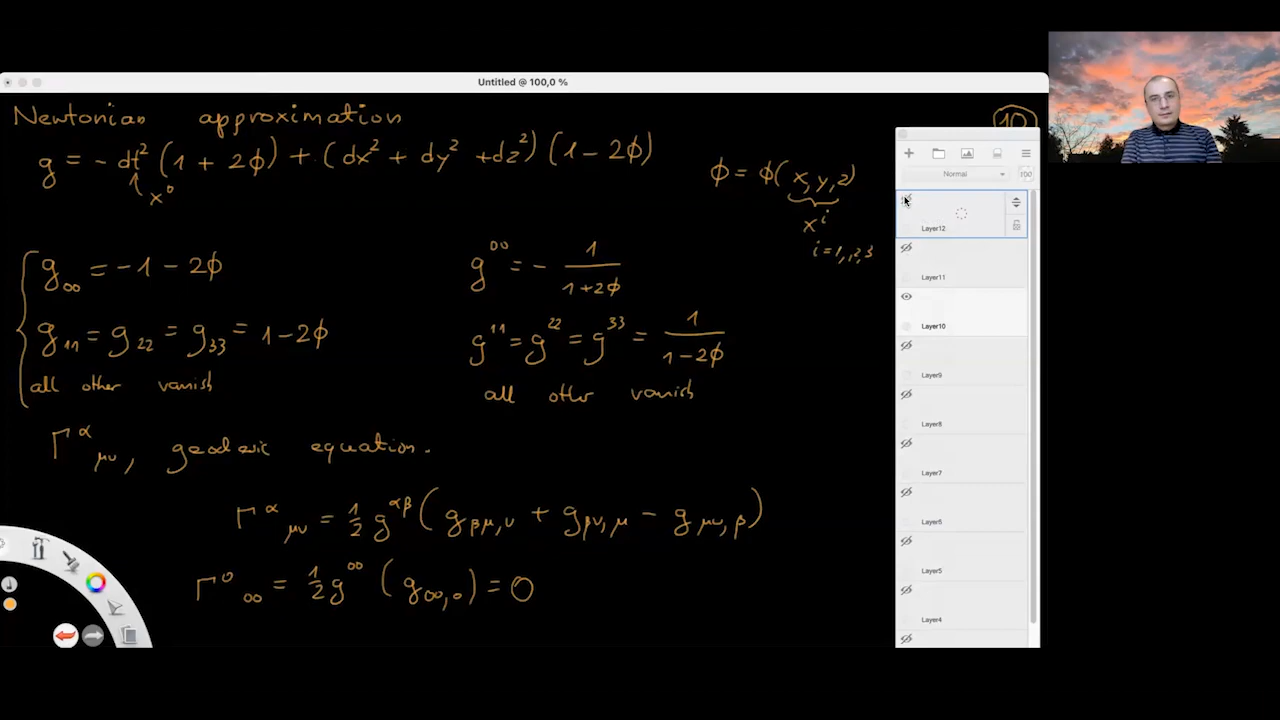 Untitled @ 100,0 %
Newtonian approximation
10
g = - dt² (1 + 2ϕ) + (dx² + dy² + dz²) (1 - 2ϕ)
x⁰
ϕ = ϕ(x, y, z)
xⁱ
i = 1, 2, 3
g₀₀ = -1 - 2ϕ
g⁰⁰ = - 1/(1+2ϕ)
g₁₁ = g₂₂ = g₃₃ = 1 - 2ϕ
g¹¹ = g²² = g³³ = 1/(1-2ϕ)
all other vanish
all other vanish
Γ^α_μν, geodesic equation.
Γ^α_μν = ½ g^αβ (g_βμ,ν + g_βν,μ - g_μν,β)
Γ⁰₀₀ = ½ g⁰⁰ (g₀₀,₀) = 0
Normal
100
Layer12
Layer11
Layer10
Layer9
Layer8
Layer7
Layer6
Layer5
Layer4